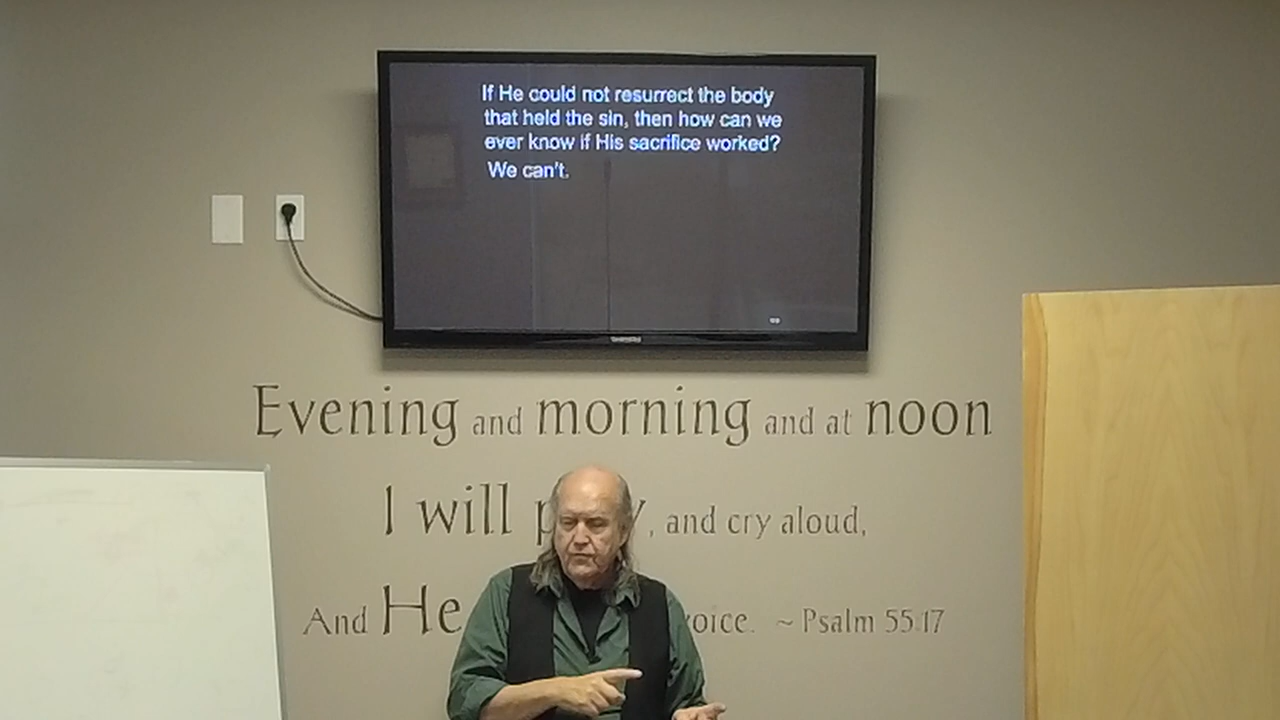 If He could not resurrect the body
that held the sin, then how can we
ever know if His sacrifice worked?
We can't.
Evening and morning and at noon
I will , and cry aloud,
And He voice. ~ Psalm 55:17